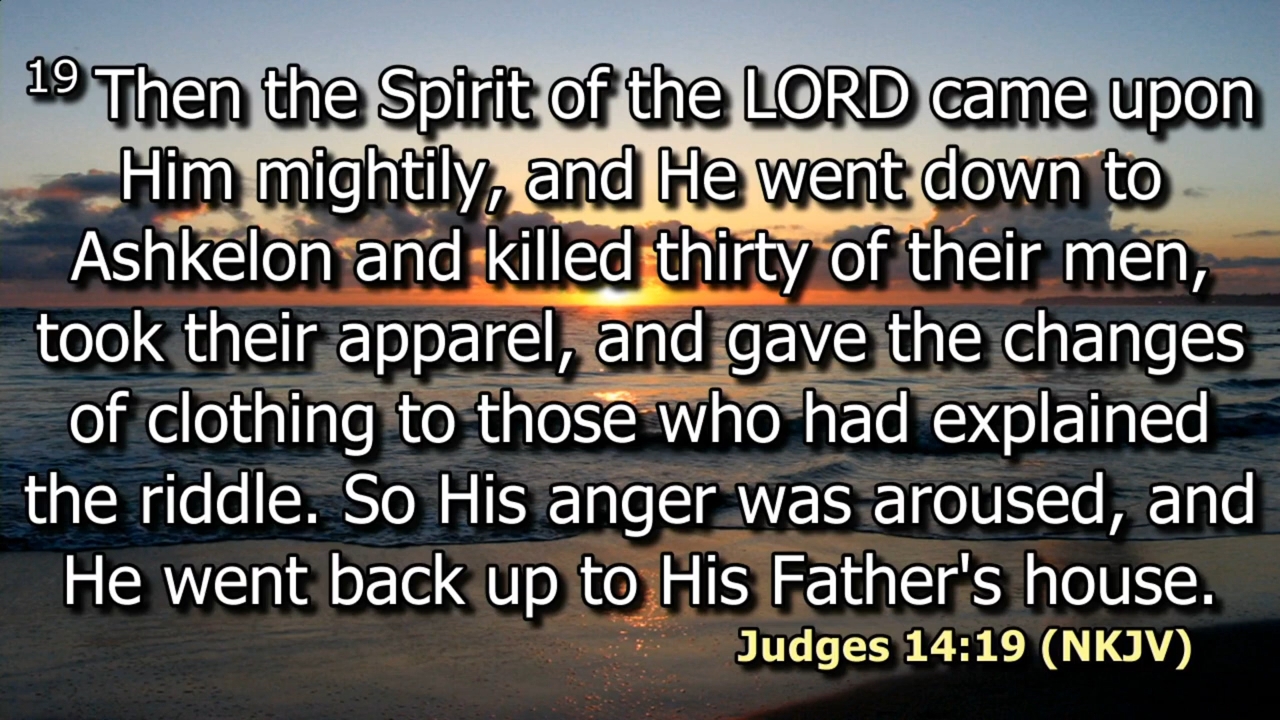 19 Then the Spirit of the LORD came upon
Him mightily, and He went down to
Ashkelon and killed thirty of their men,
took their apparel, and gave the changes
of clothing to those who had explained
the riddle. So His anger was aroused, and
He went back up to His Father's house.
Judges 14:19 (NKJV)